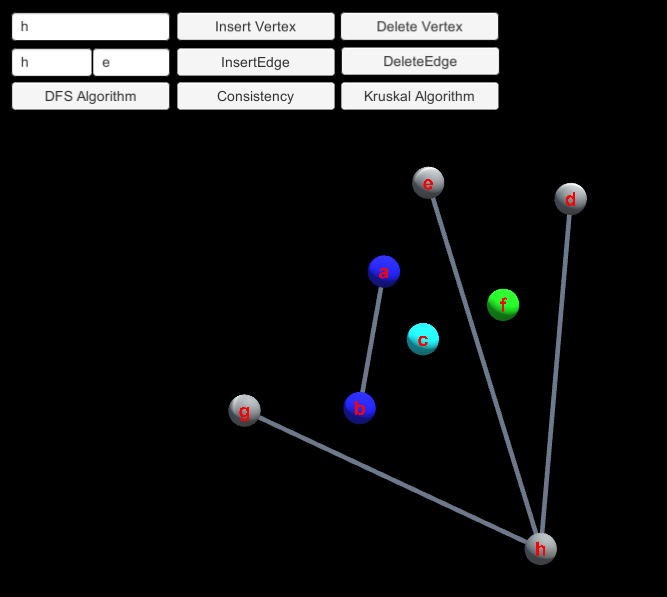 h Insert Vertex Delete Vertex
h e InsertEdge DeleteEdge
DFS Algorithm Consistency Kruskal Algorithm
e
d
a
f
c
b
g
h